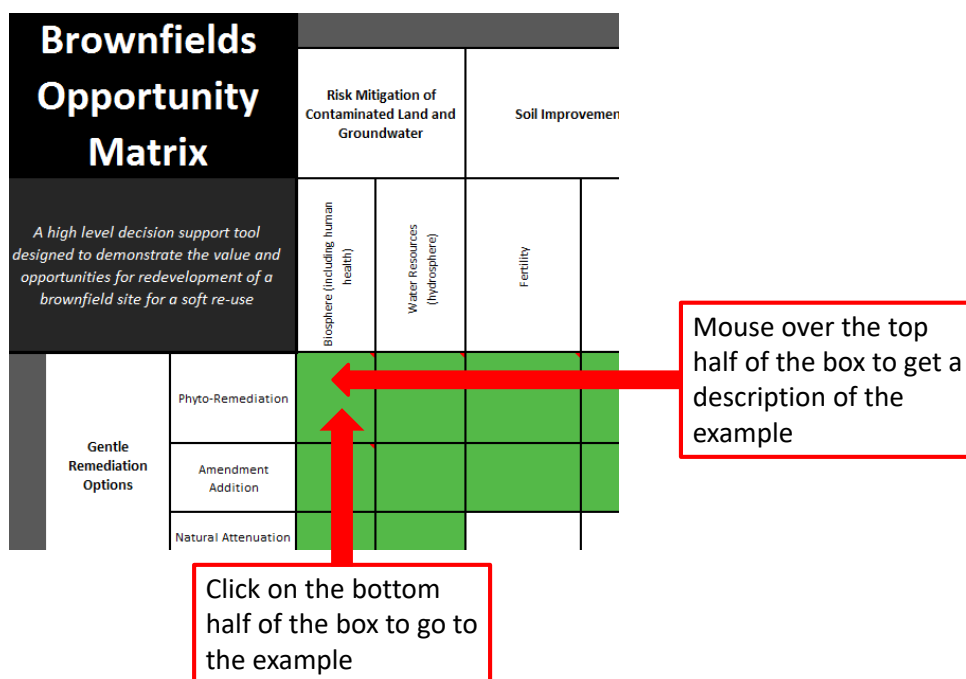 Brownfields
Opportunity
Matrix
Risk Mitigation of
Contaminated Land and
Groundwater
Soil Improvemen
A high level decision support tool
designed to demonstrate the value and
opportunities for redevelopment of a
brownfield site for a soft re-use
Biosphere (including human
health)
Water Resources
(hydrosphere)
Fertility
Mouse over the top
half of the box to get a
description of the
example
Gentle
Remediation
Options
Phyto-Remediation
Amendment
Addition
Natural Attenuation
Click on the bottom
half of the box to go to
the example